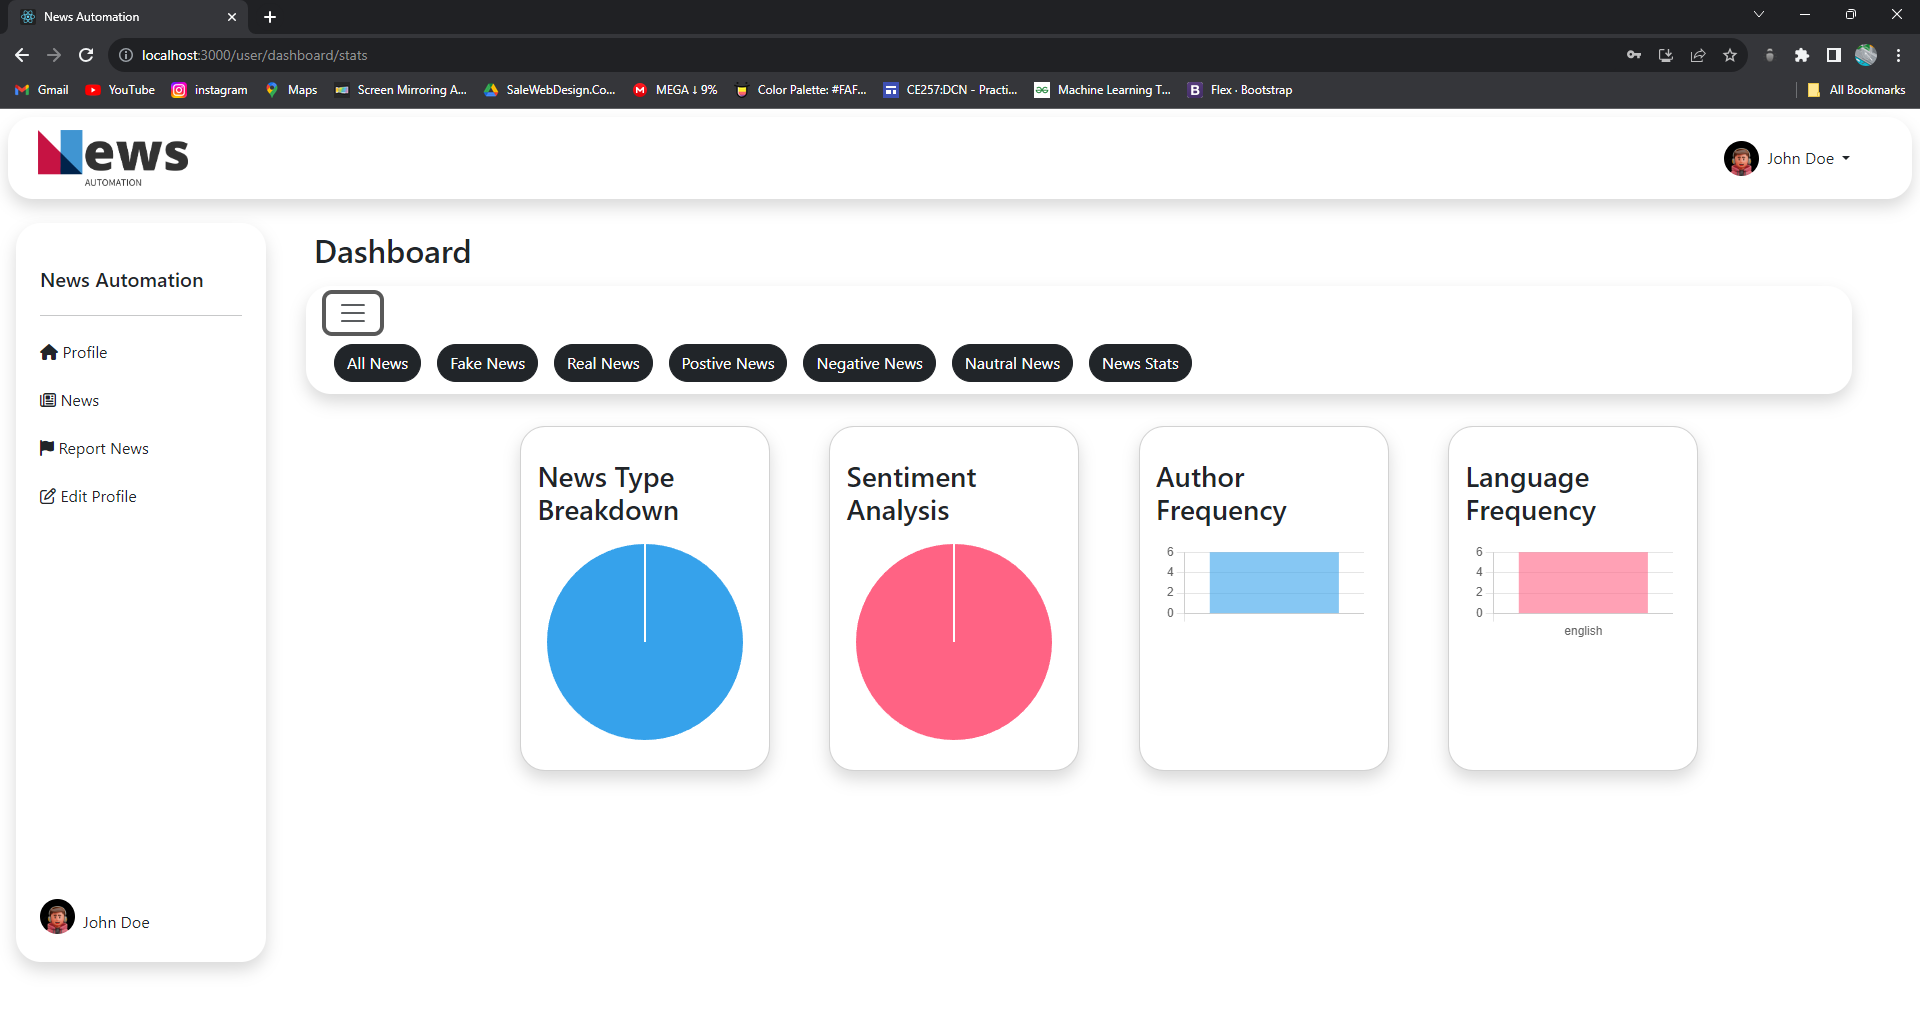 News Automation
localhost:3000/user/dashboard/stats
Gmail YouTube instagram Maps Screen Mirroring A... SaleWebDesign.Co... MEGA ↓ 9% Color Palette: #FAF... CE257:DCN - Practi... Machine Learning T... Flex · Bootstrap All Bookmarks
News
AUTOMATION
John Doe
Dashboard
News Automation
Profile
News
Report News
Edit Profile
John Doe
All News Fake News Real News Postive News Negative News Nautral News News Stats
News Type
Breakdown
Sentiment
Analysis
Author
Frequency
6
4
2
0
Language
Frequency
6
4
2
0
english